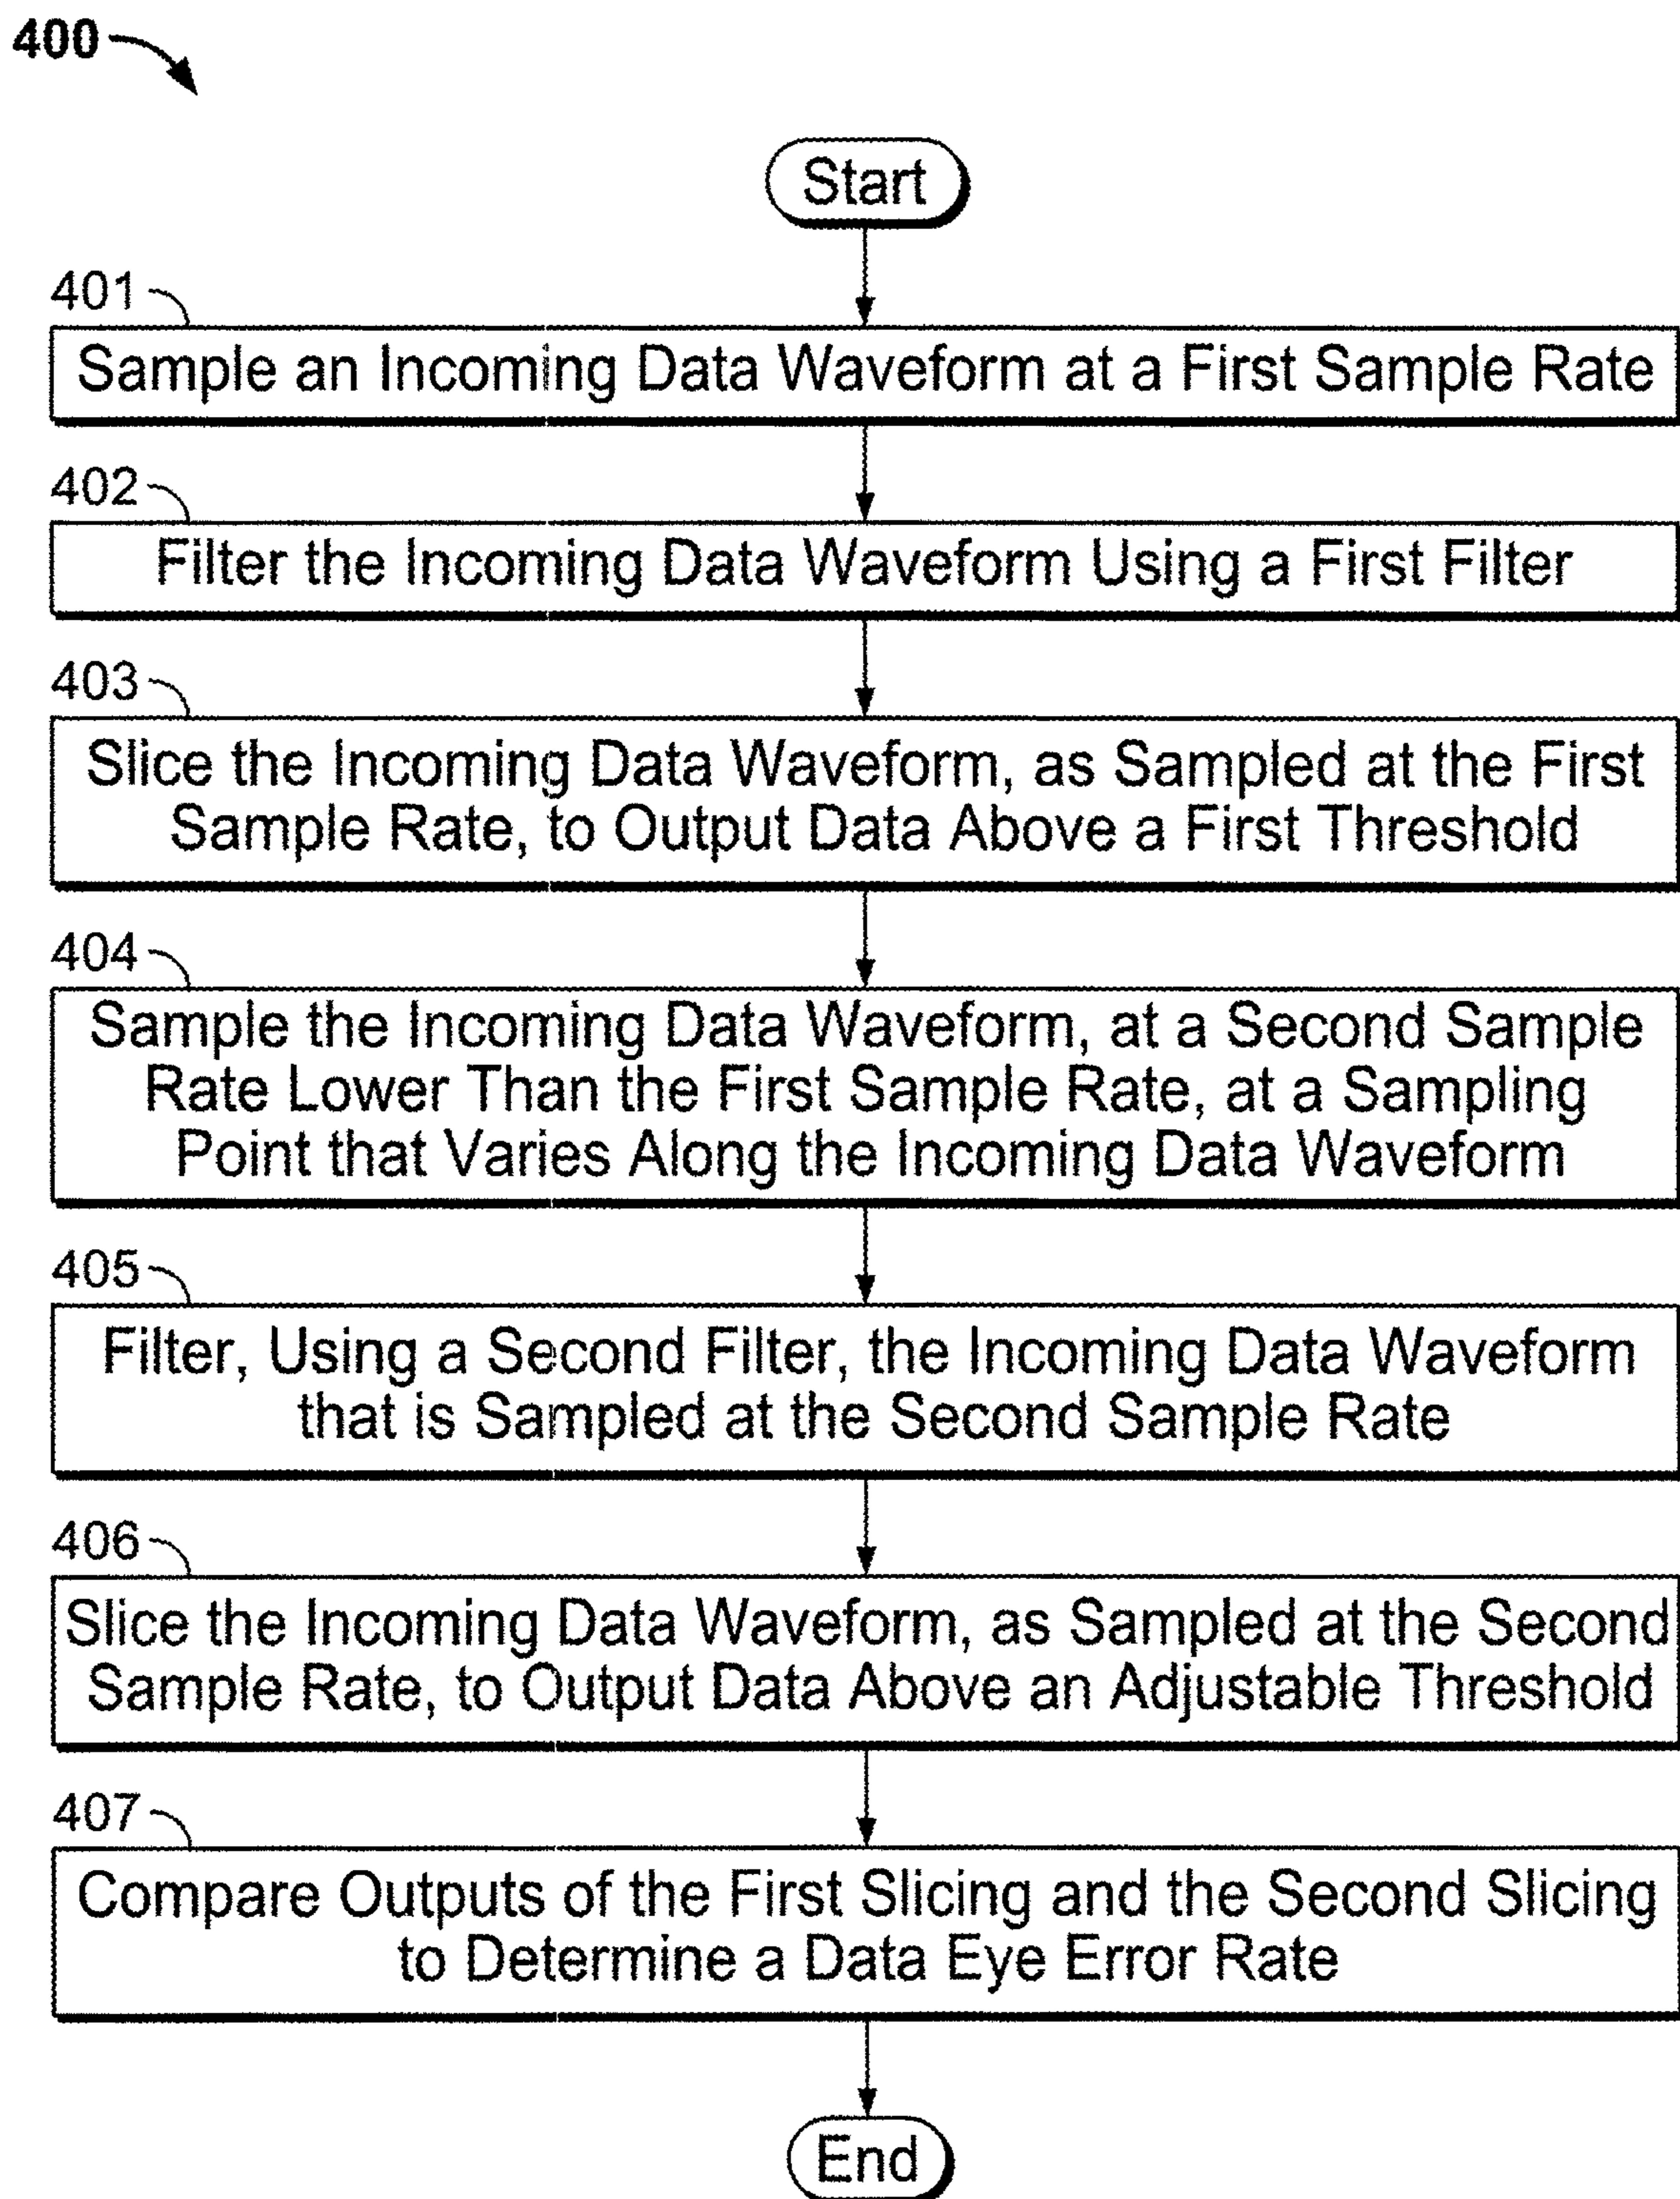 400
Start
401
Sample an Incoming Data Waveform at a First Sample Rate
402
Filter the Incoming Data Waveform Using a First Filter
403
Slice the Incoming Data Waveform, as Sampled at the First
Sample Rate, to Output Data Above a First Threshold
404
Sample the Incoming Data Waveform, at a Second Sample
Rate Lower Than the First Sample Rate, at a Sampling
Point that Varies Along the Incoming Data Waveform
405
Filter, Using a Second Filter, the Incoming Data Waveform
that is Sampled at the Second Sample Rate
406
Slice the Incoming Data Waveform, as Sampled at the Second
Sample Rate, to Output Data Above an Adjustable Threshold
407
Compare Outputs of the First Slicing and the Second Slicing
to Determine a Data Eye Error Rate
End